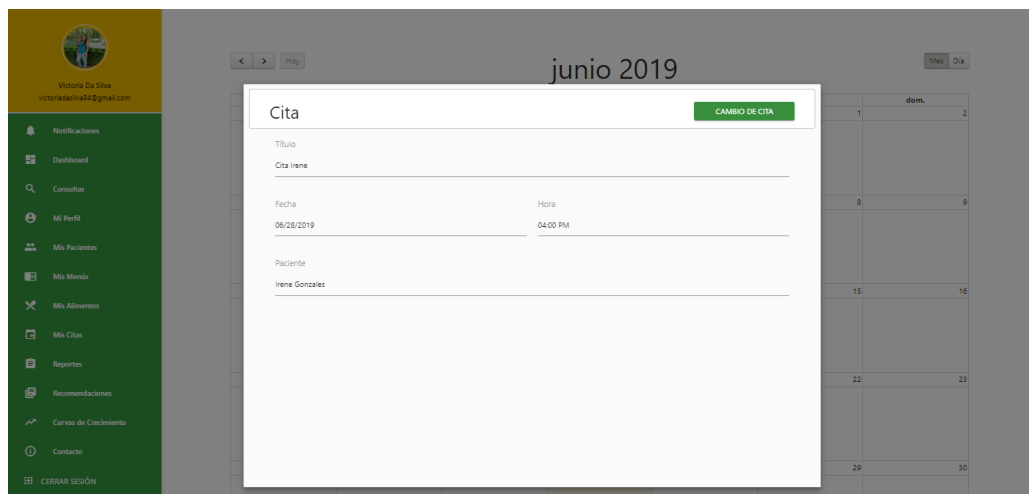 Victoria Da Silva
victoriadasilva94@gmail.com
Notificaciones
Dashboard
Consultas
Mi Perfil
Mis Pacientes
Mis Menús
Mis Alimentos
Mis Citas
Reportes
Recomendaciones
Curvas de Crecimiento
Contacto
CERRAR SESIÓN
Hoy
junio 2019
Mes Día
dom.
1 2
8 9
15 16
22 23
29 30
Cita
CAMBIO DE CITA
Título
Cita Irene
Fecha Hora
06/28/2019 04:00 PM
Paciente
Irene Gonzales